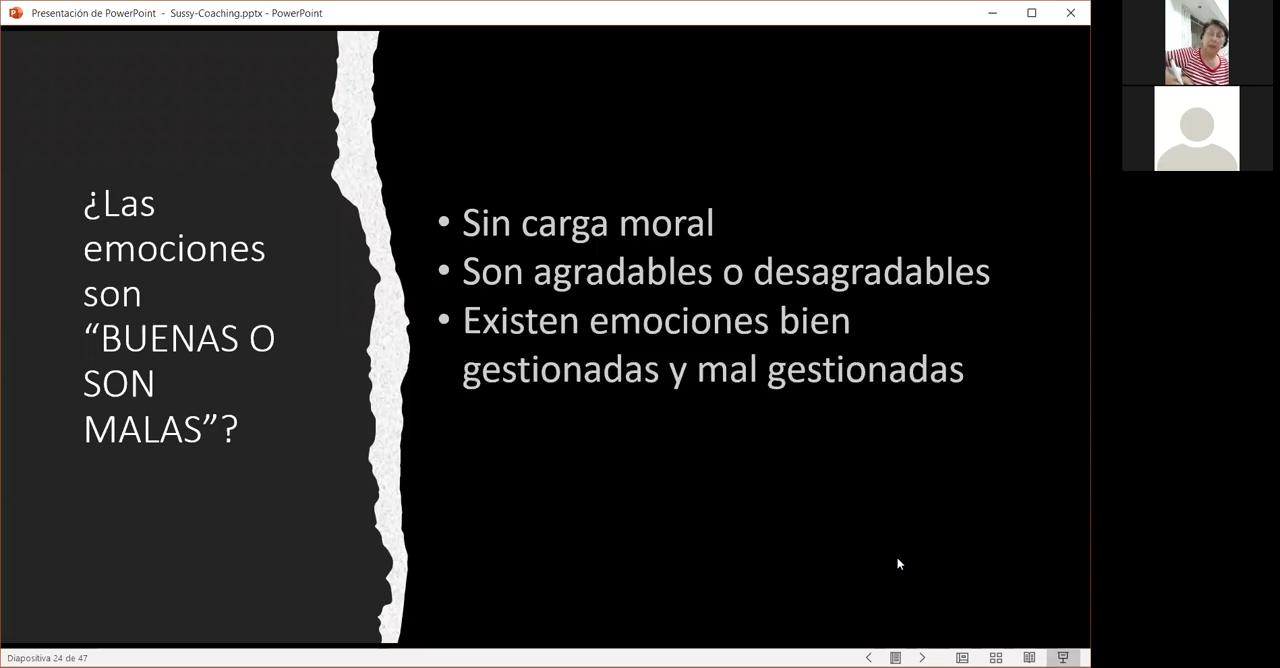 Presentación de PowerPoint - Sussy-Coaching.pptx - PowerPoint
¿Las
emociones
son
“BUENAS O
SON
MALAS”?
• Sin carga moral
• Son agradables o desagradables
• Existen emociones bien
gestionadas y mal gestionadas
Diapositiva 24 de 47